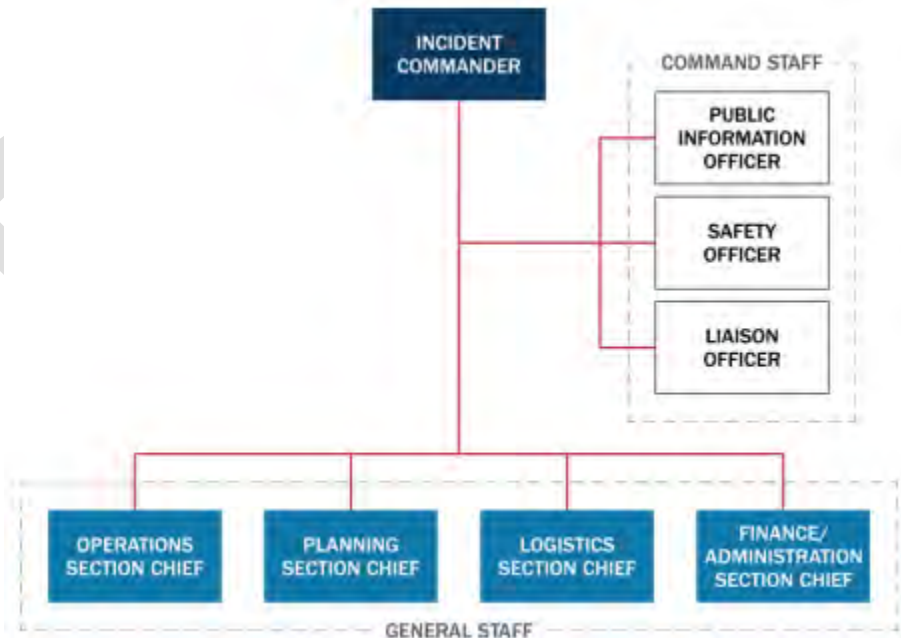 INCIDENT
COMMANDER
COMMAND STAFF
PUBLIC
INFORMATION
OFFICER
SAFETY
OFFICER
LIAISON
OFFICER
OPERATIONS
SECTION CHIEF
PLANNING
SECTION CHIEF
LOGISTICS
SECTION CHIEF
FINANCE/
ADMINISTRATION
SECTION CHIEF
GENERAL STAFF